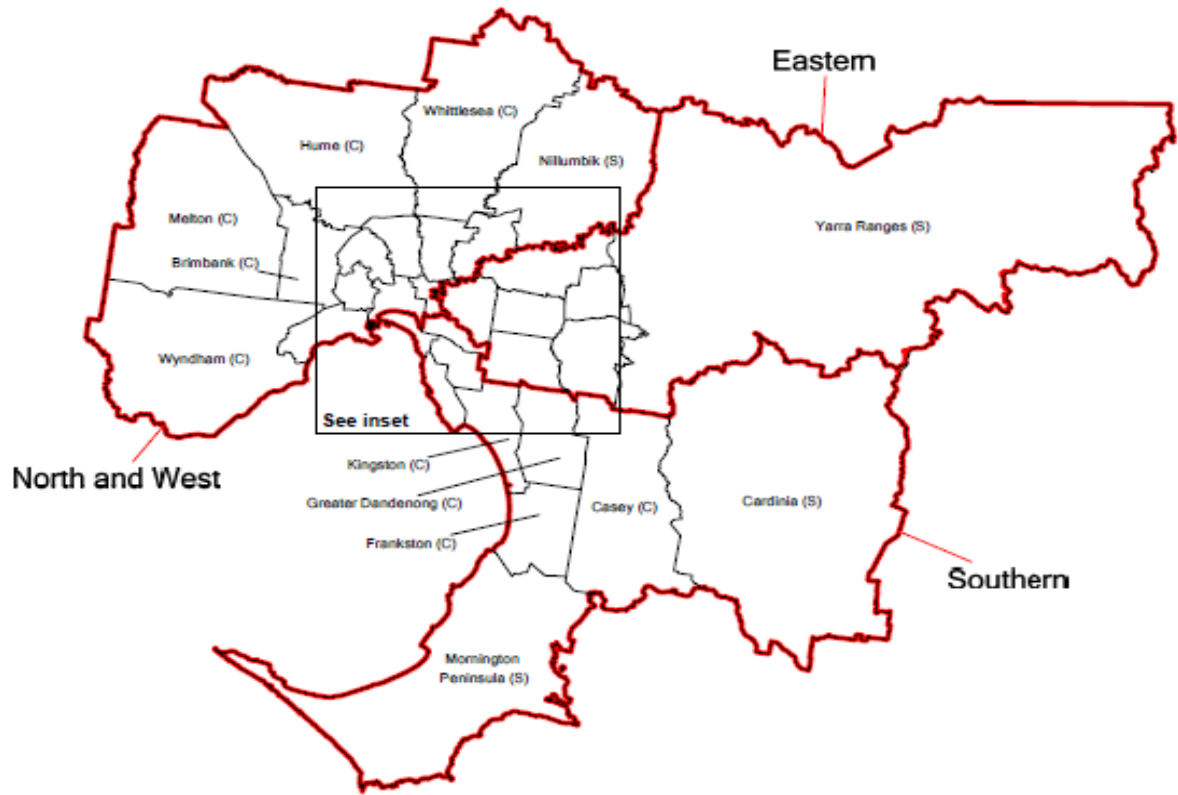 Eastern
Whittlesea (C)
Hume (C)
Nillumbik (S)
Melton (C)
Yarra Ranges (S)
Brimbank (C)
Wyndham (C)
See inset
North and West
Kingston (C)
Greater Dandenong (C)
Casey (C)
Cardinia (S)
Frankston (C)
Southern
Mornington
Peninsula (S)